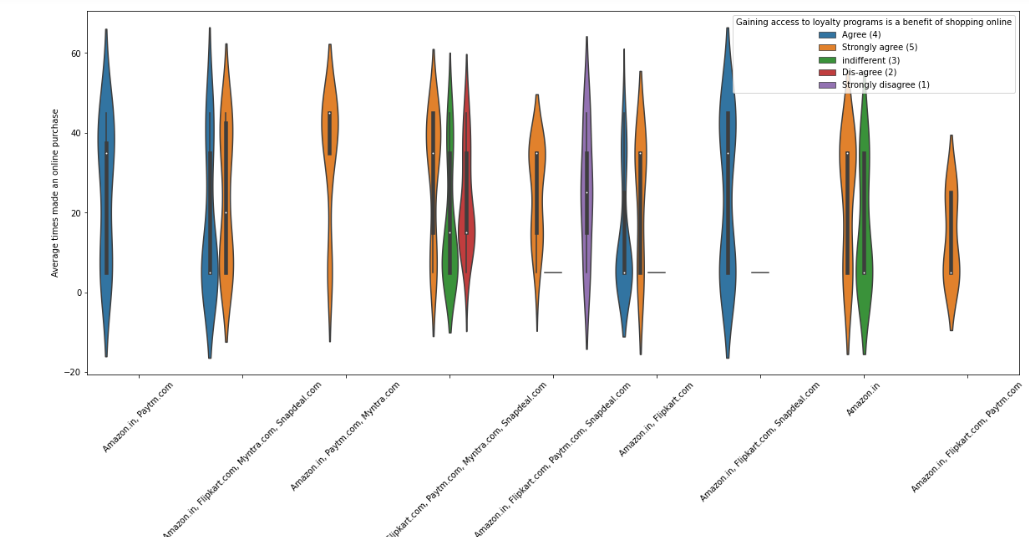 Gaining access to loyalty programs is a benefit of shopping online
Agree (4)
Strongly agree (5)
indifferent (3)
Dis-agree (2)
Strongly disagree (1)
Average times made an online purchase
60
40
20
0
−20
Amazon.in, Paytm.com
Amazon.in, Flipkart.com, Myntra.com, Snapdeal.com
Amazon.in, Paytm.com, Myntra.com
Flipkart.com, Paytm.com, Myntra.com, Snapdeal.com
Amazon.in, Flipkart.com, Paytm.com, Snapdeal.com
Amazon.in, Flipkart.com
Amazon.in, Flipkart.com, Snapdeal.com
Amazon.in
Amazon.in, Flipkart.com, Paytm.com